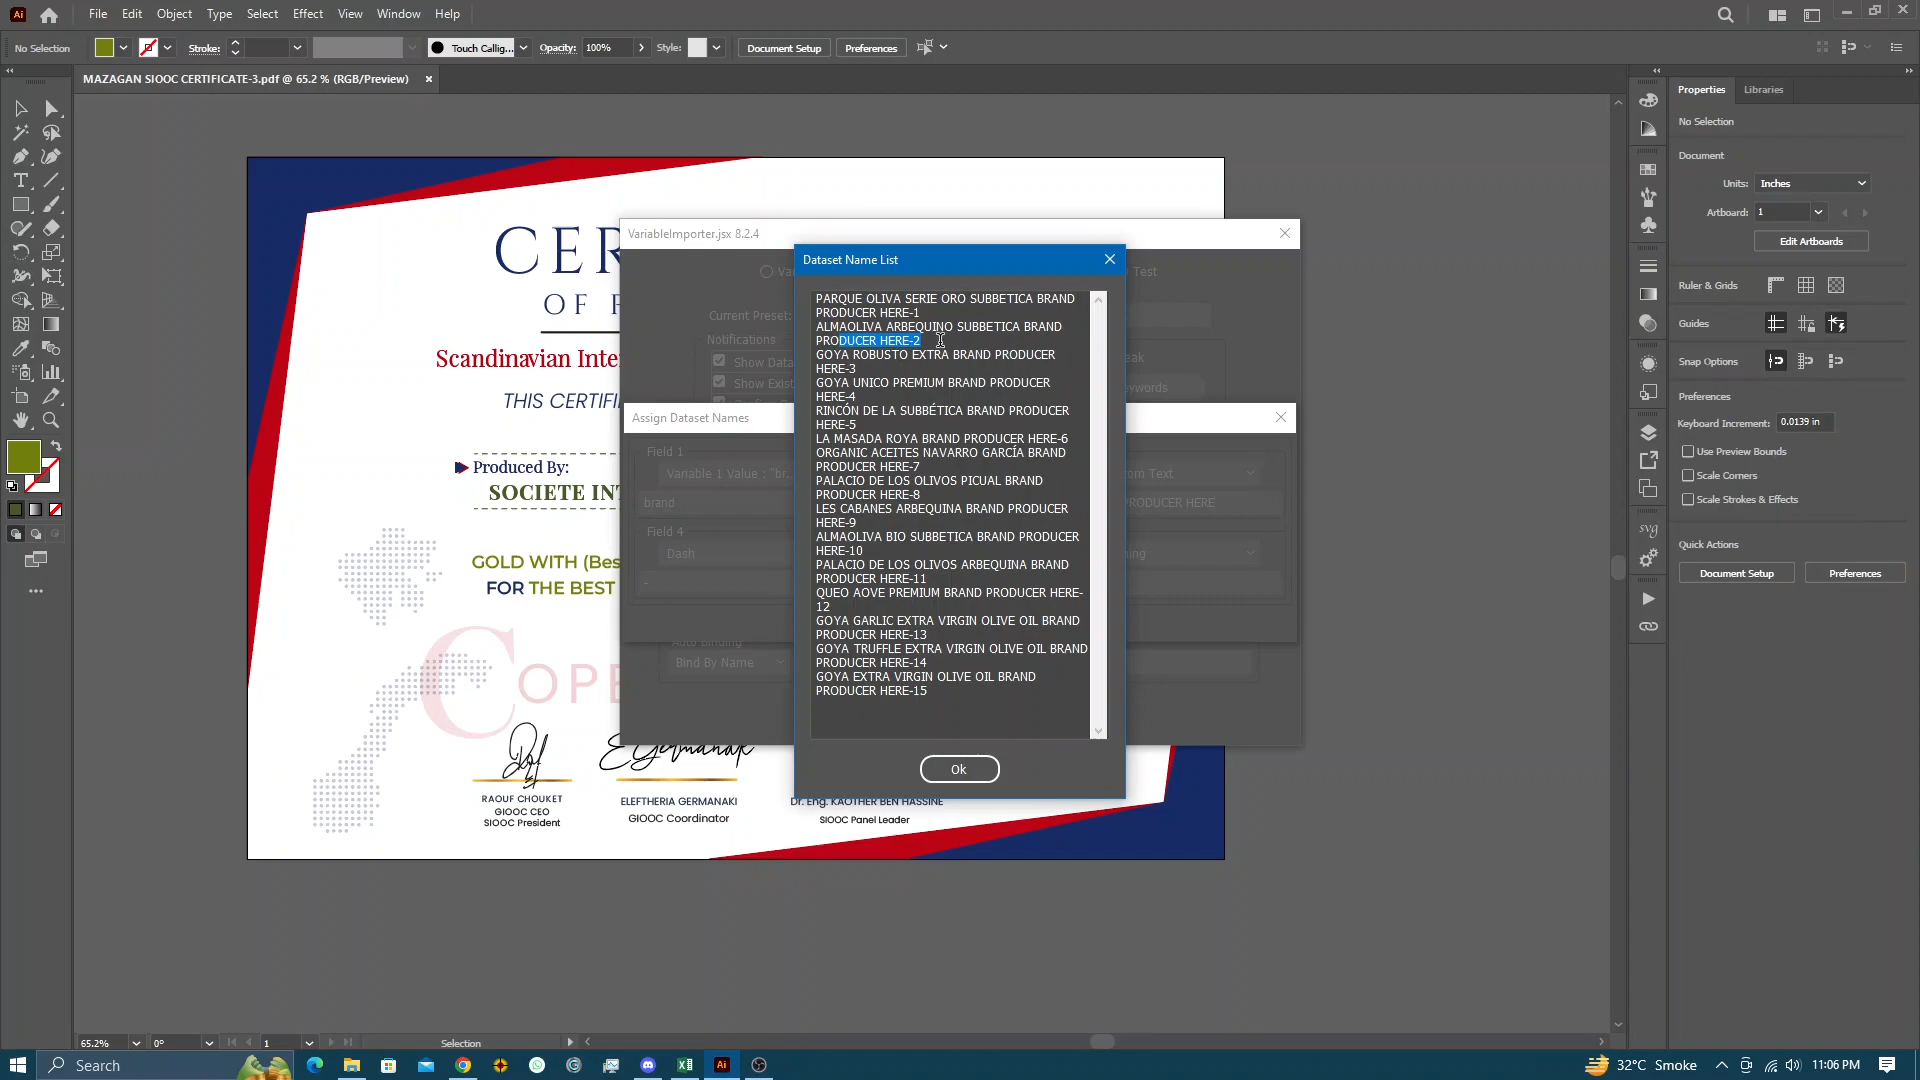 File Edit Object Type Select Effect View Window Help
No Selection Stroke: Touch Callig... Opacity: 100% Style: Document Setup Preferences
MAZAGAN SIOOC CERTIFICATE-3.pdf @ 65.2 % (RGB/Preview)
CER
OF
Scandinavian Inte
THIS CERTIFI
Produced By:
SOCIETE IN
GOLD WITH (Bes
FOR THE BEST
COPE
RAOUF CHOUKET
GIOOC CEO
SIOOC President
ELEFTHERIA GERMANAKI
GIOOC Coordinator
Dr. Eng. KAOTHER BEN HASSINE
SIOOC Panel Leader
VariableImporter.jsx 8.2.4
Test
Current Preset:
Notifications
Show Data
Show Exist
Assign Dataset Names
Field 1
Variable 1 Value : "br.
brand
PRODUCER HERE
Field 4
Dash
-
Auto Binding
Bind By Name
Dataset Name List
PARQUE OLIVA SERIE ORO SUBBETICA BRAND
PRODUCER HERE-1
ALMAOLIVA ARBEQUINO SUBBETICA BRAND
PRODUCER HERE-2
GOYA ROBUSTO EXTRA BRAND PRODUCER
HERE-3
GOYA UNICO PREMIUM BRAND PRODUCER
HERE-4
RINCÓN DE LA SUBBÉTICA BRAND PRODUCER
HERE-5
LA MASADA ROYA BRAND PRODUCER HERE-6
ORGANIC ACEITES NAVARRO GARCÍA BRAND
PRODUCER HERE-7
PALACIO DE LOS OLIVOS PICUAL BRAND
PRODUCER HERE-8
LES CABANES ARBEQUINA BRAND PRODUCER
HERE-9
ALMAOLIVA BIO SUBBETICA BRAND PRODUCER
HERE-10
PALACIO DE LOS OLIVOS ARBEQUINA BRAND
PRODUCER HERE-11
QUEO AOVE PREMIUM BRAND PRODUCER HERE-
12
GOYA GARLIC EXTRA VIRGIN OLIVE OIL BRAND
PRODUCER HERE-13
GOYA TRUFFLE EXTRA VIRGIN OLIVE OIL BRAND
PRODUCER HERE-14
GOYA EXTRA VIRGIN OLIVE OIL BRAND
PRODUCER HERE-15
Ok
Properties Libraries
No Selection
Document
Units: Inches
Artboard: 1
Edit Artboards
Ruler & Grids
Guides
Snap Options
Preferences
Keyboard Increment: 0.0139 in
Use Preview Bounds
Scale Corners
Scale Strokes & Effects
Quick Actions
Document Setup Preferences
65.2% 0° 1 Selection
Search 32°C Smoke 11:06 PM